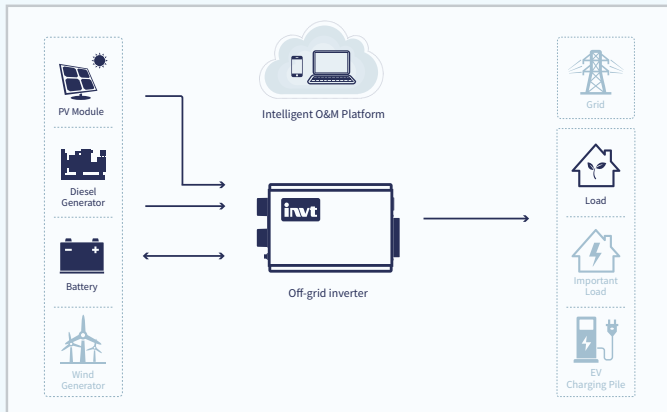 PV Module
Diesel
Generator
Battery
Wind
Generator
Intelligent O&M Platform
invt
Off-grid inverter
Grid
Load
Important
Load
EV
Charging Pile